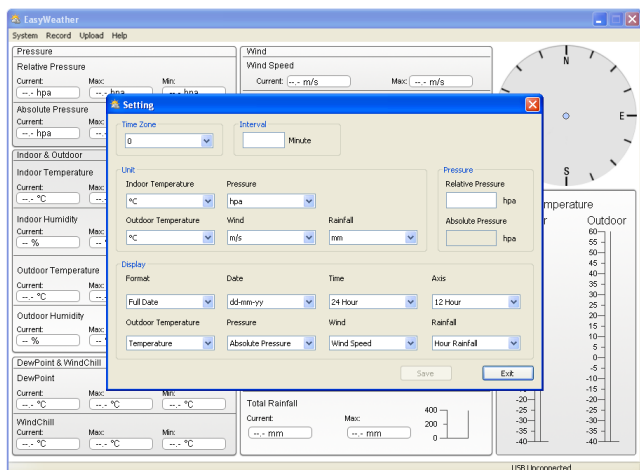 EasyWeather
System Record Upload Help
Pressure
Relative Pressure
Current: Max: Min:
--.- hpa --.- hpa --.- hpa
Absolute Pressure
Current: Max:
--.- hpa
Indoor & Outdoor
Indoor Temperature
Current: Max:
--.- °C
Indoor Humidity
Current: Max:
-- %
Outdoor Temperature
Current: Max:
--.- °C
Outdoor Humidity
Current: Max:
-- %
DewPoint & WindChill
DewPoint
Current: Max: Min:
--.- °C --.- °C --.- °C
WindChill
Current: Max: Min:
--.- °C --.- °C --.- °C
Wind
Wind Speed
Current: --.- m/s Max: --.- m/s
N
E
S
Setting
Time Zone
0
Interval
Minute
Unit
Indoor Temperature Pressure
°C hpa
Outdoor Temperature Wind Rainfall
°C m/s mm
Pressure
Relative Pressure
hpa
Absolute Pressure
hpa
Display
Format Date Time Axis
Full Date dd-mm-yy 24 Hour 12 Hour
Outdoor Temperature Pressure Wind Rainfall
Temperature Absolute Pressure Wind Speed Hour Rainfall
Save Exit
Total Rainfall
Current: Max:
--.- mm --.- mm
400
200
0
Outdoor
60
55
50
45
40
35
30
25
20
15
10
5
0
-5
-10
-15
-20 -20
-25 -25
-30 -30
-35 -35
-40 -40
USB Unconnected